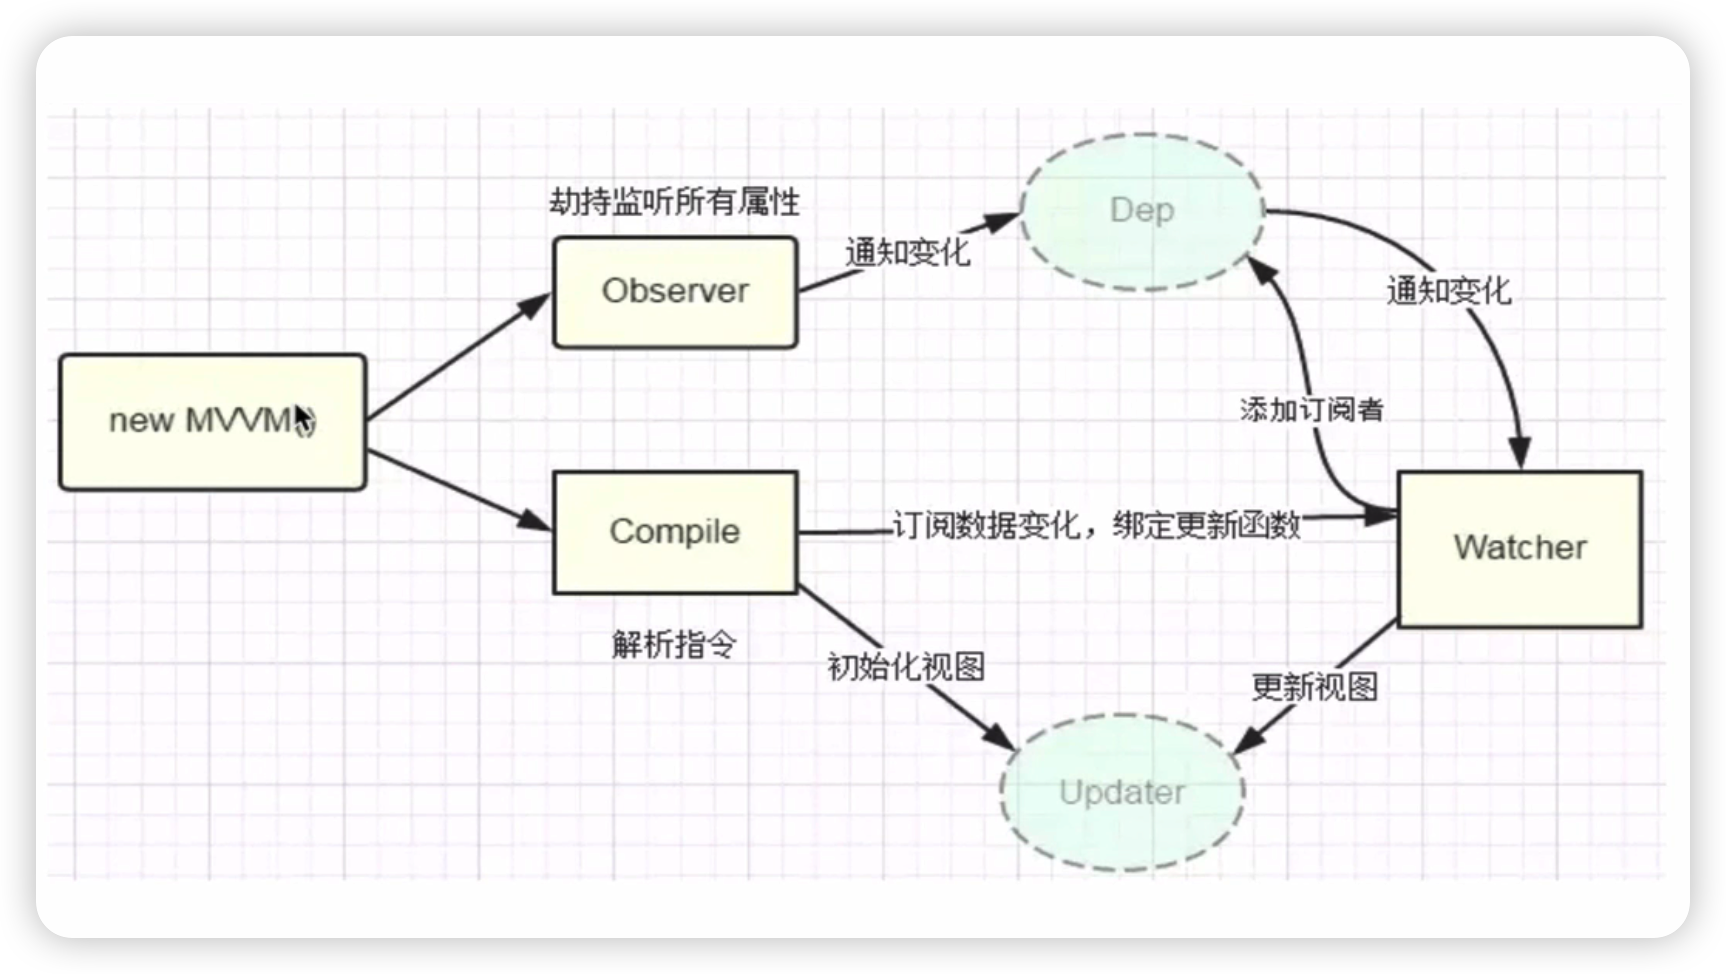 劫持监听所有属性
Dep
通知变化
Observer
通知变化
new MVVM()
添加订阅者
Compile
订阅数据变化，绑定更新函数
Watcher
解析指令
初始化视图
更新视图
Updater